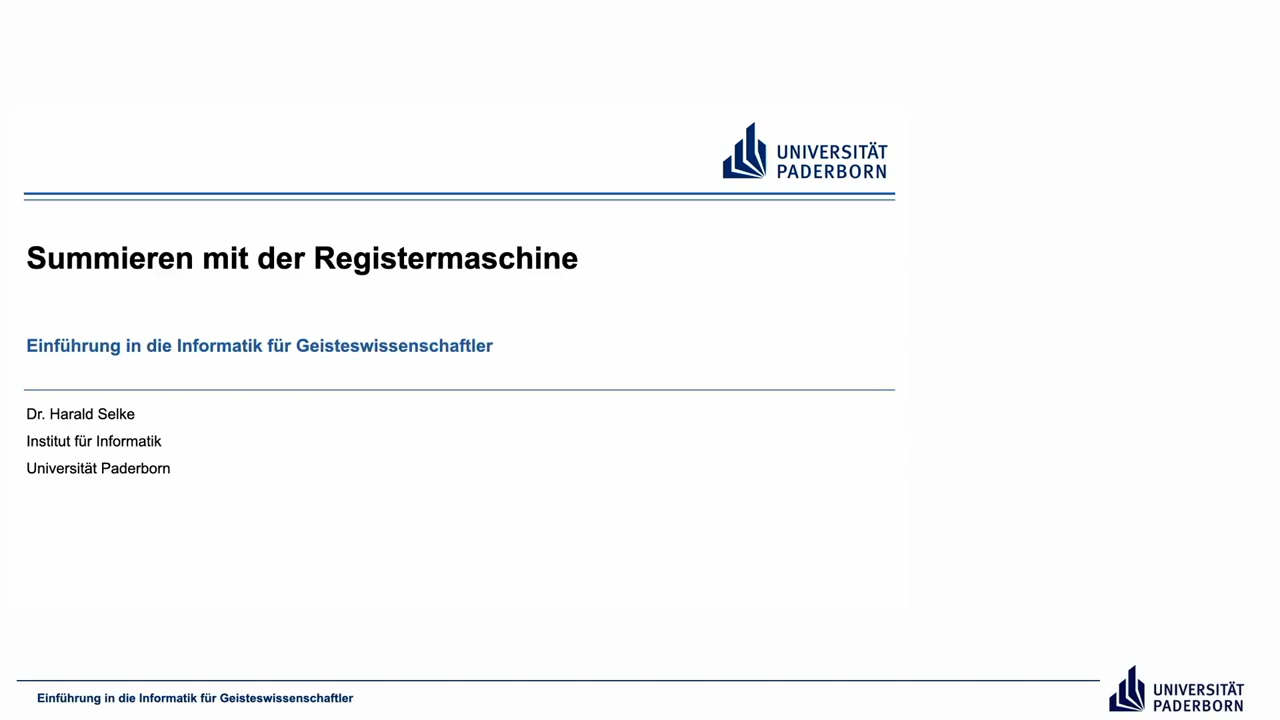 UNIVERSITÄT
PADERBORN
Summieren mit der Registermaschine
Einführung in die Informatik für Geisteswissenschaftler
Dr. Harald Selke
Institut für Informatik
Universität Paderborn
Einführung in die Informatik für Geisteswissenschaftler
UNIVERSITÄT
PADERBORN